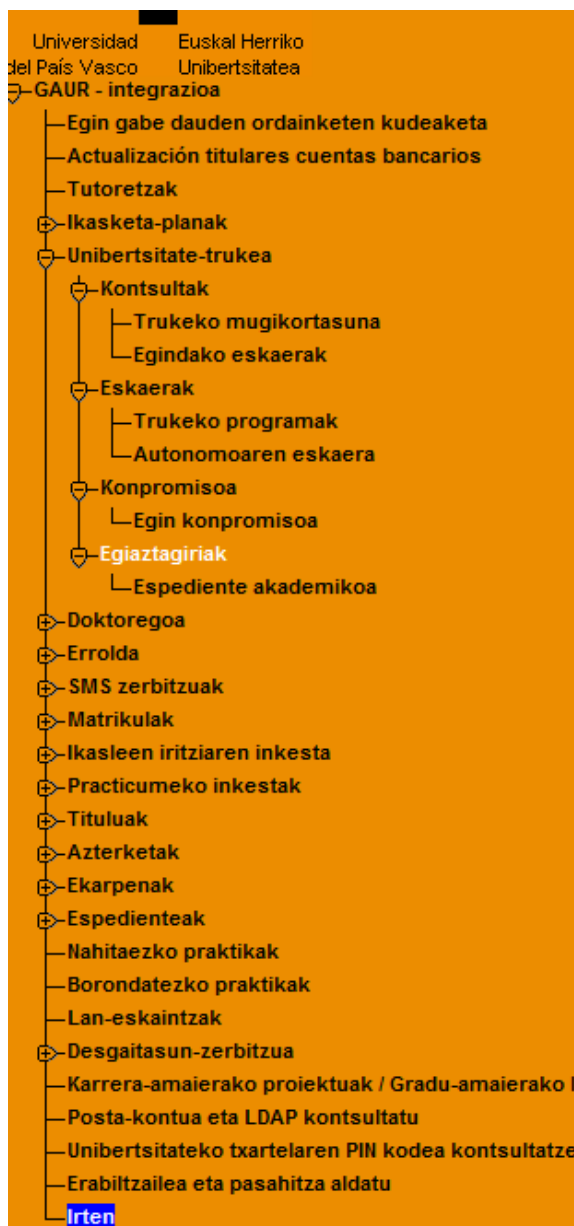 Universidad Euskal Herriko
del País Vasco Unibertsitatea
GAUR - integrazioa
Egin gabe dauden ordainketen kudeaketa
Actualización titulares cuentas bancarios
Tutoretzak
Ikasketa-planak
Unibertsitate-trukea
Kontsultak
Trukeko mugikortasuna
Egindako eskaerak
Eskaerak
Trukeko programak
Autonomoaren eskaera
Konpromisoa
Egin konpromisoa
Egiaztagiriak
Espediente akademikoa
Doktoregoa
Errolda
SMS zerbitzuak
Matrikulak
Ikasleen iritziaren inkesta
Practicumeko inkestak
Tituluak
Azterketak
Ekarpenak
Espedienteak
Nahitaezko praktikak
Borondatezko praktikak
Lan-eskaintzak
Desgaitasun-zerbitzua
Karrera-amaierako proiektuak / Gradu-amaierako
Posta-kontua eta LDAP kontsultatu
Unibertsitateko txartelaren PIN kodea kontsultatze
Erabiltzailea eta pasahitza aldatu
Irten